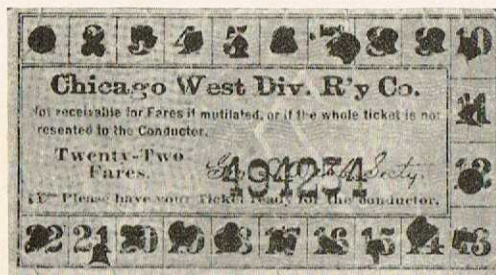 2 3 4 5 6 8 9 10
Chicago West Div. R'y Co.
Not receivable for Fares if mutilated, or if the whole ticket is not
presented to the Conductor.
Twenty-Two
Fares.
494254
Secty.
Please have your Ticket ready for the conductor.
11
12
22 21 20 19 18 17 16 15 14 13